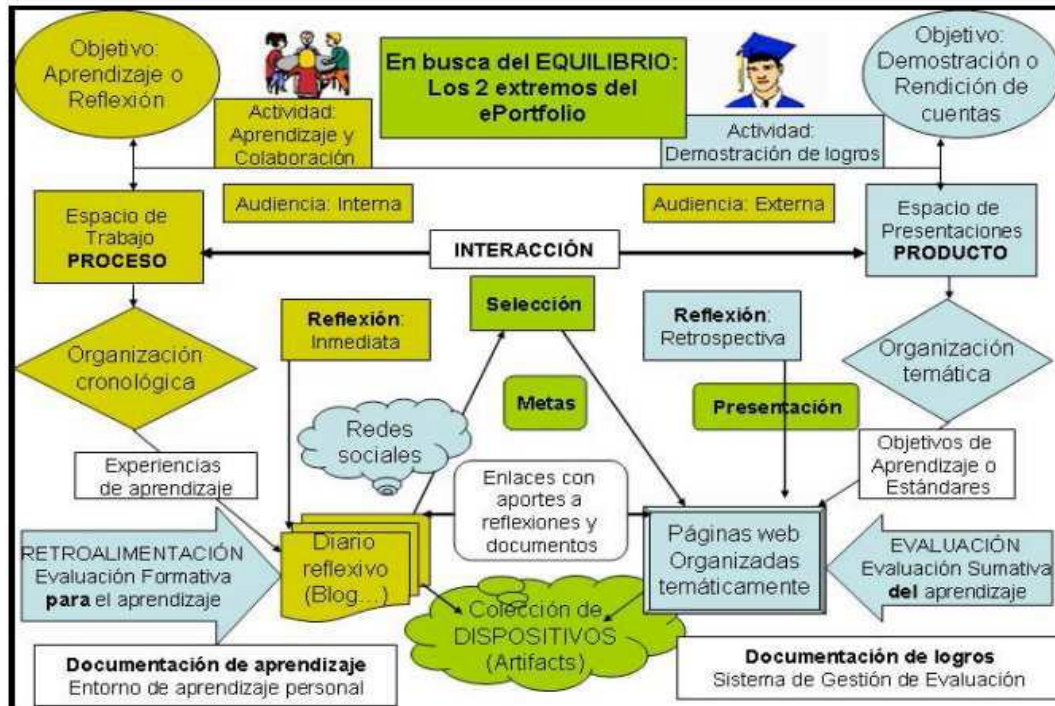 Objetivo:
Aprendizaje o
Reflexión
En busca del EQUILIBRIO:
Los 2 extremos del
ePortfolio
Objetivo:
Demostración o
Rendición de
cuentas
Actividad:
Aprendizaje y
Colaboración
Actividad:
Demostración de logros
Audiencia: Interna
Audiencia: Externa
Espacio de
Trabajo
PROCESO
INTERACCIÓN
Espacio de
Presentaciones
PRODUCTO
Selección
Reflexión:
Inmediata
Reflexión:
Retrospectiva
Organización
cronológica
Organización
temática
Metas
Presentación
Redes
sociales
Experiencias
de aprendizaje
Enlaces con
aportes a
reflexiones y
documentos
Objetivos de
Aprendizaje o
Estándares
RETROALIMENTACIÓN
Evaluación Formativa
para el aprendizaje
Diario
reflexivo
(Blog...)
Páginas web
Organizadas
temáticamente
EVALUACIÓN
Evaluación Sumativa
del aprendizaje
Colección de
DISPOSITIVOS
(Artifacts)
Documentación de aprendizaje
Entorno de aprendizaje personal
Documentación de logros
Sistema de Gestión de Evaluación